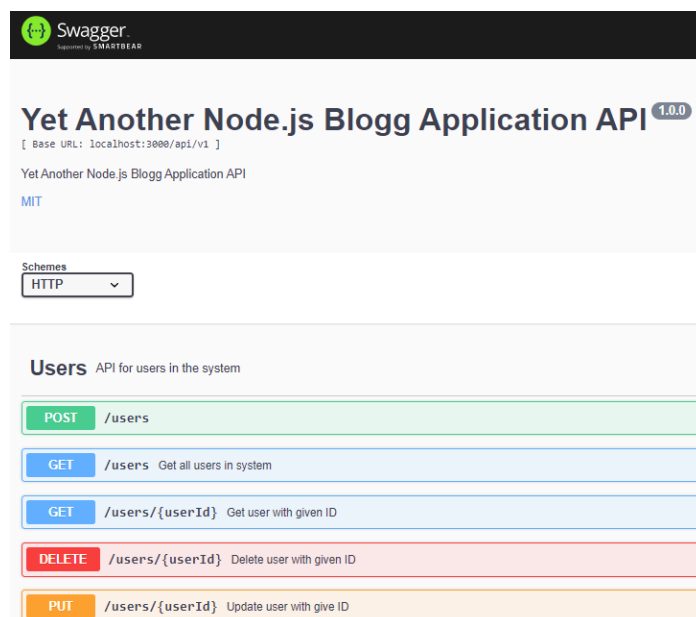 {··} Swagger.
Supported by SMARTBEAR
Yet Another Node.js Blogg Application API 1.0.0
[ Base URL: localhost:3000/api/v1 ]
Yet Another Node.js Blogg Application API
MIT
Schemes
HTTP
Users API for users in the system
POST /users
GET /users Get all users in system
GET /users/{userId} Get user with given ID
DELETE /users/{userId} Delete user with given ID
PUT /users/{userId} Update user with give ID